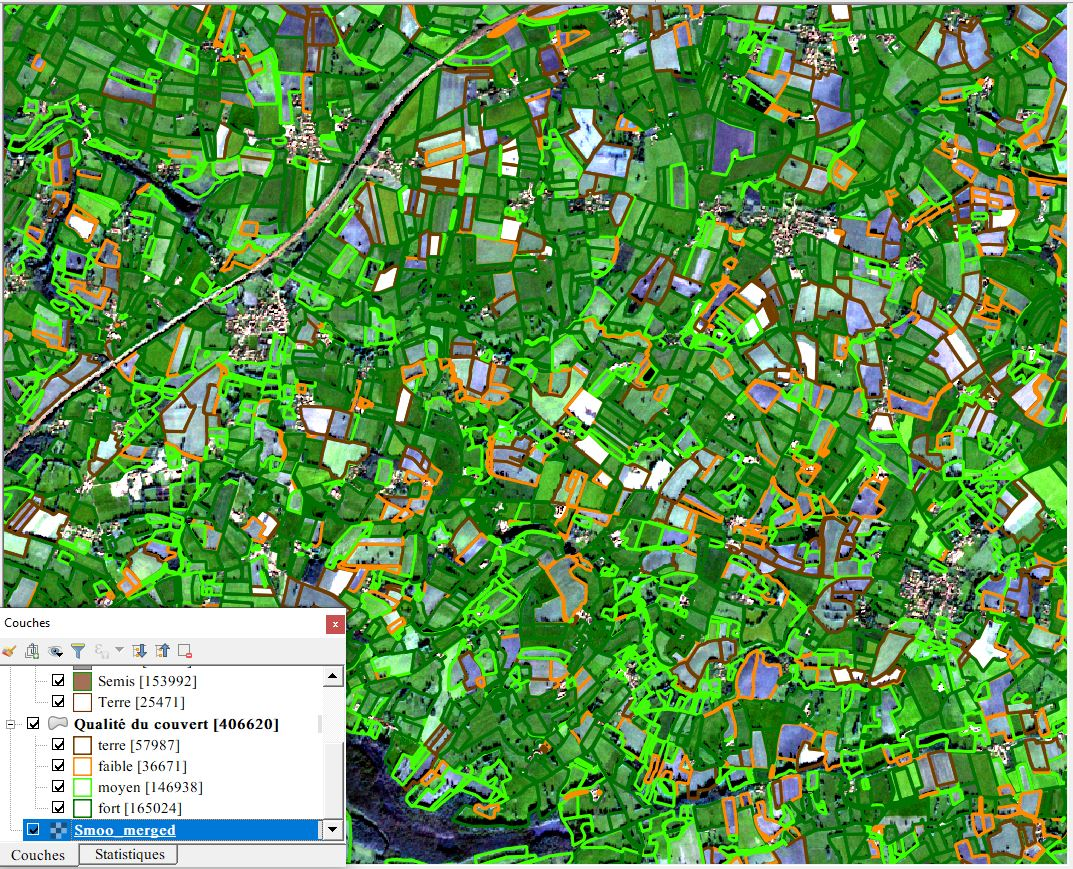 Couches
x
Semis [153992]
Terre [25471]
Qualité du couvert [406620]
terre [57987]
faible [36671]
moyen [146938]
fort [165024]
Smoo_merged
Couches
Statistiques